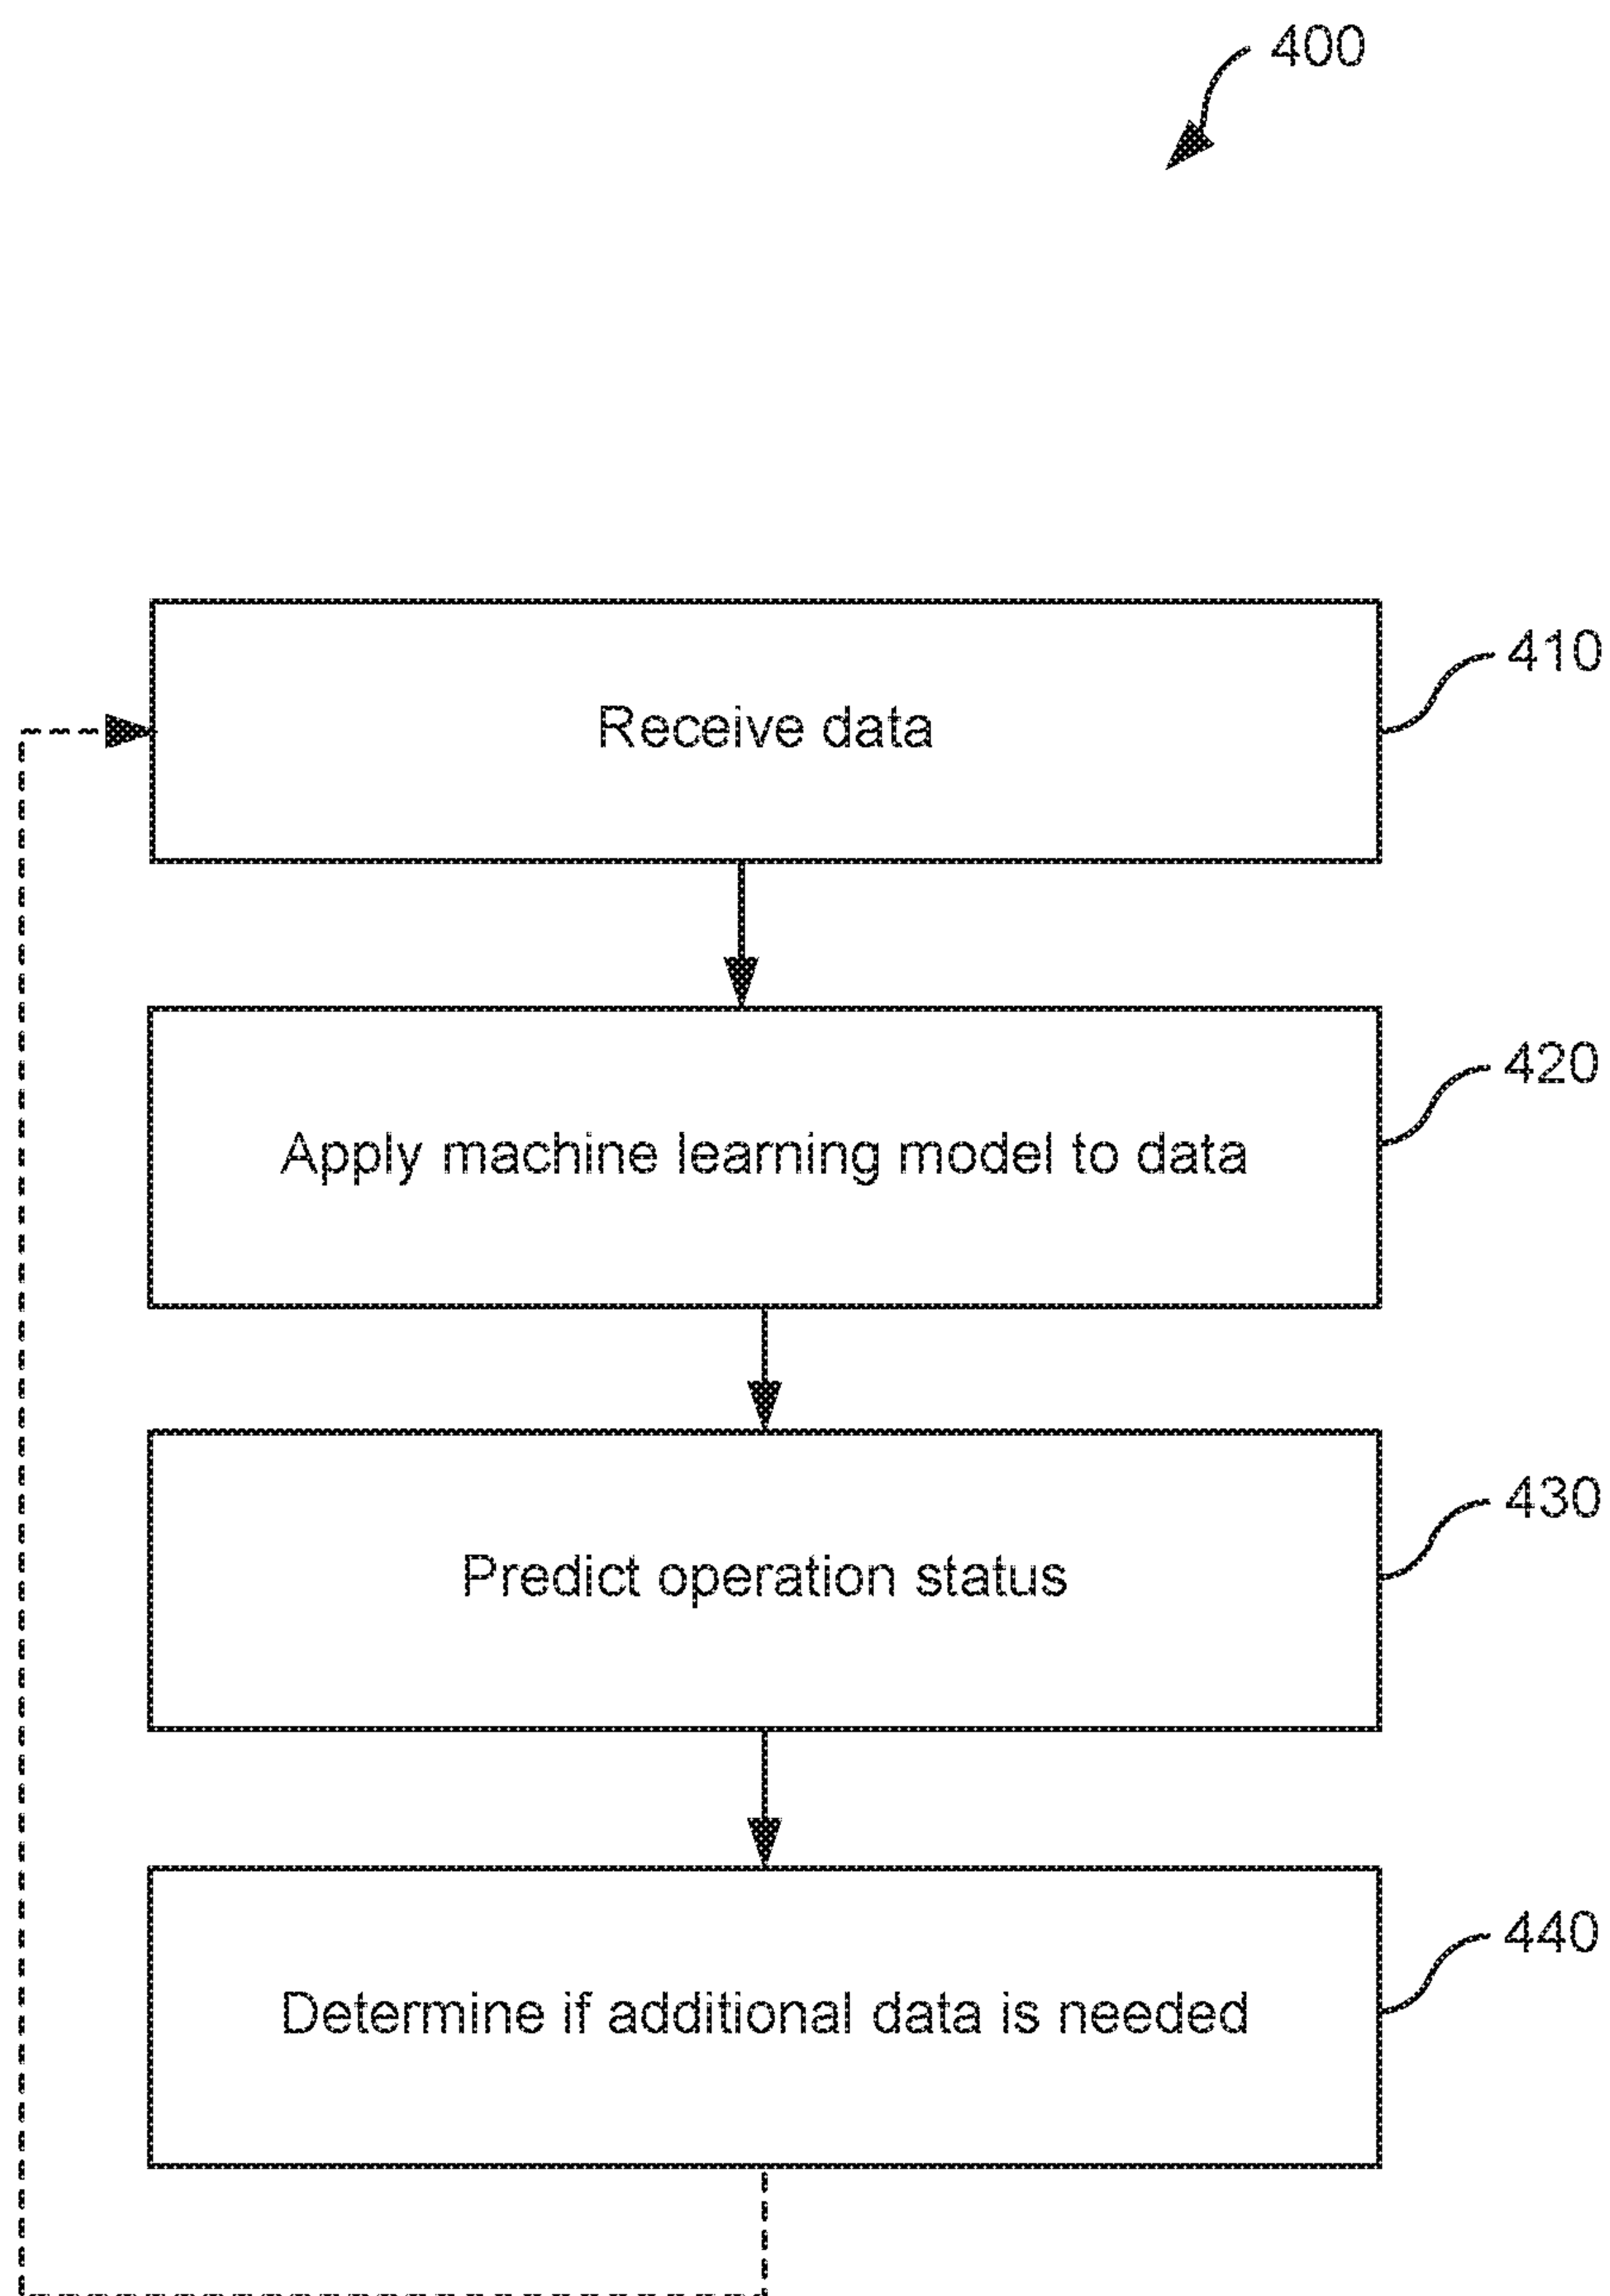 400
Receive data
410
Apply machine learning model to data
420
Predict operation status
430
Determine if additional data is needed
440